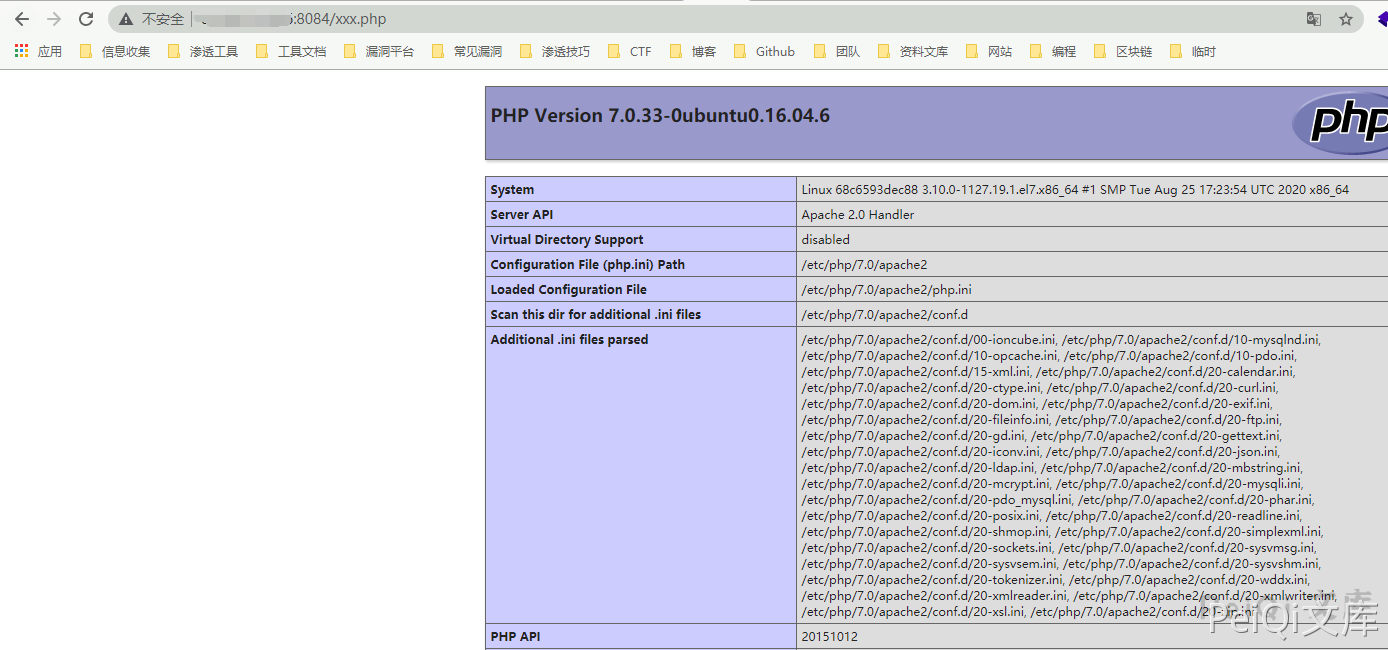 不安全
5:8084/xxx.php
应用 信息收集 渗透工具 工具文档 漏洞平台 常见漏洞 渗透技巧 CTF 博客 Github 团队 资料文库 网站 编程 区块链 临时
PHP Version 7.0.33-0ubuntu0.16.04.6
php
System Linux 68c6593dec88 3.10.0-1127.19.1.el7.x86_64 #1 SMP Tue Aug 25 17:23:54 UTC 2020 x86_64
Server API Apache 2.0 Handler
Virtual Directory Support disabled
Configuration File (php.ini) Path /etc/php/7.0/apache2
Loaded Configuration File /etc/php/7.0/apache2/php.ini
Scan this dir for additional .ini files /etc/php/7.0/apache2/conf.d
Additional .ini files parsed /etc/php/7.0/apache2/conf.d/00-ioncube.ini, /etc/php/7.0/apache2/conf.d/10-mysqlnd.ini,
/etc/php/7.0/apache2/conf.d/10-opcache.ini, /etc/php/7.0/apache2/conf.d/10-pdo.ini,
/etc/php/7.0/apache2/conf.d/15-xml.ini, /etc/php/7.0/apache2/conf.d/20-calendar.ini,
/etc/php/7.0/apache2/conf.d/20-ctype.ini, /etc/php/7.0/apache2/conf.d/20-curl.ini,
/etc/php/7.0/apache2/conf.d/20-dom.ini, /etc/php/7.0/apache2/conf.d/20-exif.ini,
/etc/php/7.0/apache2/conf.d/20-fileinfo.ini, /etc/php/7.0/apache2/conf.d/20-ftp.ini,
/etc/php/7.0/apache2/conf.d/20-gd.ini, /etc/php/7.0/apache2/conf.d/20-gettext.ini,
/etc/php/7.0/apache2/conf.d/20-iconv.ini, /etc/php/7.0/apache2/conf.d/20-json.ini,
/etc/php/7.0/apache2/conf.d/20-ldap.ini, /etc/php/7.0/apache2/conf.d/20-mbstring.ini,
/etc/php/7.0/apache2/conf.d/20-mcrypt.ini, /etc/php/7.0/apache2/conf.d/20-mysqli.ini,
/etc/php/7.0/apache2/conf.d/20-pdo_mysql.ini, /etc/php/7.0/apache2/conf.d/20-phar.ini,
/etc/php/7.0/apache2/conf.d/20-posix.ini, /etc/php/7.0/apache2/conf.d/20-readline.ini,
/etc/php/7.0/apache2/conf.d/20-shmop.ini, /etc/php/7.0/apache2/conf.d/20-simplexml.ini,
/etc/php/7.0/apache2/conf.d/20-sockets.ini, /etc/php/7.0/apache2/conf.d/20-sysvmsg.ini,
/etc/php/7.0/apache2/conf.d/20-sysvsem.ini, /etc/php/7.0/apache2/conf.d/20-sysvshm.ini,
/etc/php/7.0/apache2/conf.d/20-tokenizer.ini, /etc/php/7.0/apache2/conf.d/20-wddx.ini,
/etc/php/7.0/apache2/conf.d/20-xmlreader.ini, /etc/php/7.0/apache2/conf.d/20-xmlwriter.ini,
/etc/php/7.0/apache2/conf.d/20-xsl.ini,
PeiQi文库
PHP API 20151012